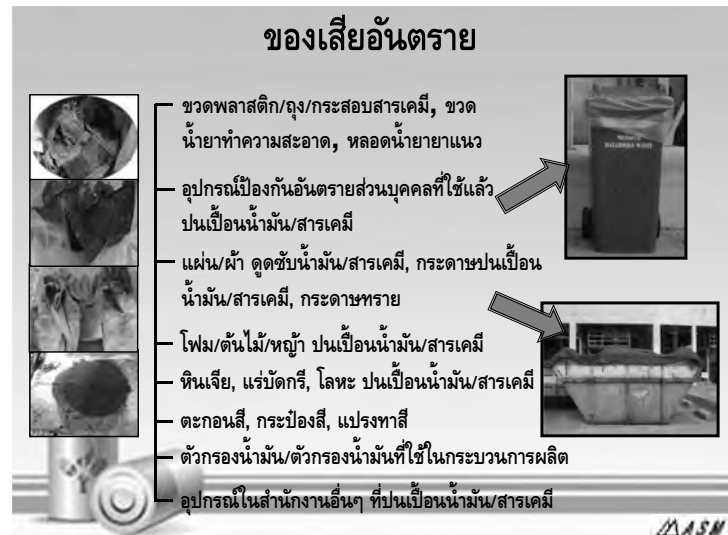 ของเสียอันตราย
ขวดพลาสติก/ถุง/กระสอบสารเคมี, ขวด
น้ำยาทำความสะอาด, หลอดน้ำยายาแนว
อุปกรณ์ป้องกันอันตรายส่วนบุคคลที่ใช้แล้ว
ปนเปื้อนน้ำมัน/สารเคมี
แผ่น/ผ้า ดูดซับน้ำมัน/สารเคมี, กระดาษปนเปื้อน
น้ำมัน/สารเคมี, กระดาษทราย
โฟม/ต้นไม้/หญ้า ปนเปื้อนน้ำมัน/สารเคมี
หินเจีย, แร่บัดกรี, โลหะ ปนเปื้อนน้ำมัน/สารเคมี
ตะกอนสี, กระป๋องสี, แปรงทาสี
ตัวกรองน้ำมัน/ตัวกรองน้ำมันที่ใช้ในกระบวนการผลิต
อุปกรณ์ในสำนักงานอื่นๆ ที่ปนเปื้อนน้ำมัน/สารเคมี
HAZARDOUS WASTE
ASM